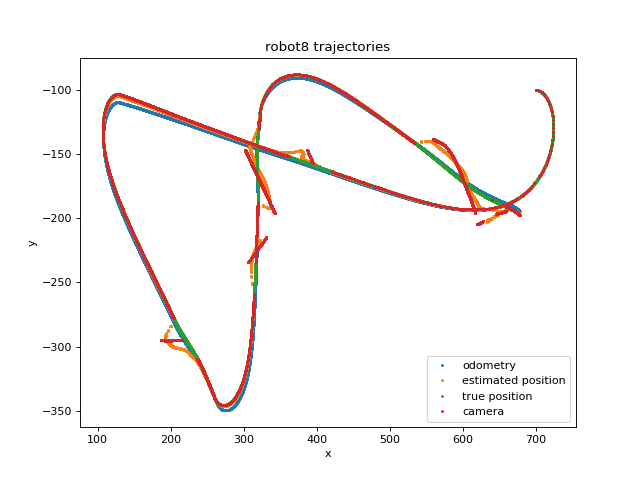 robot8 trajectories
−100
−150
−200
−250
−300
−350
y
100
200
300
400
500
600
700
x
odometry
estimated position
true position
camera